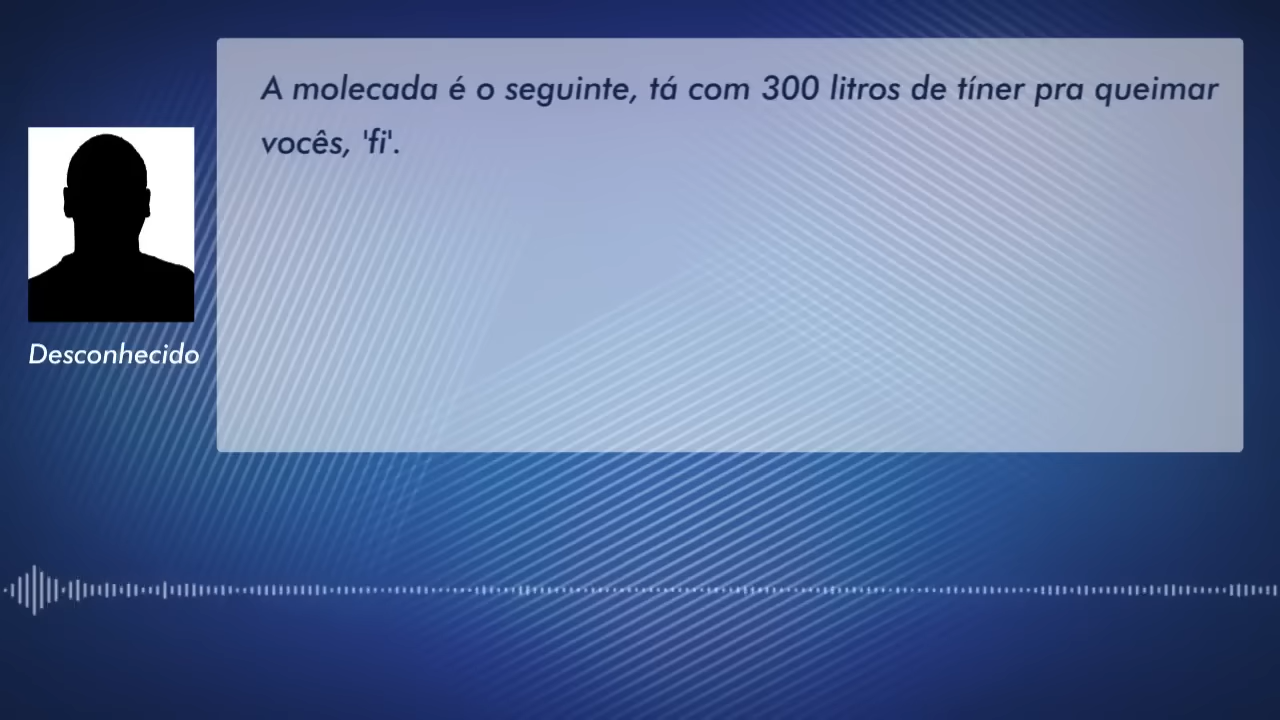 A molecada é o seguinte, tá com 300 litros de tíner pra queimar
vocês, 'fi'.
Desconhecido